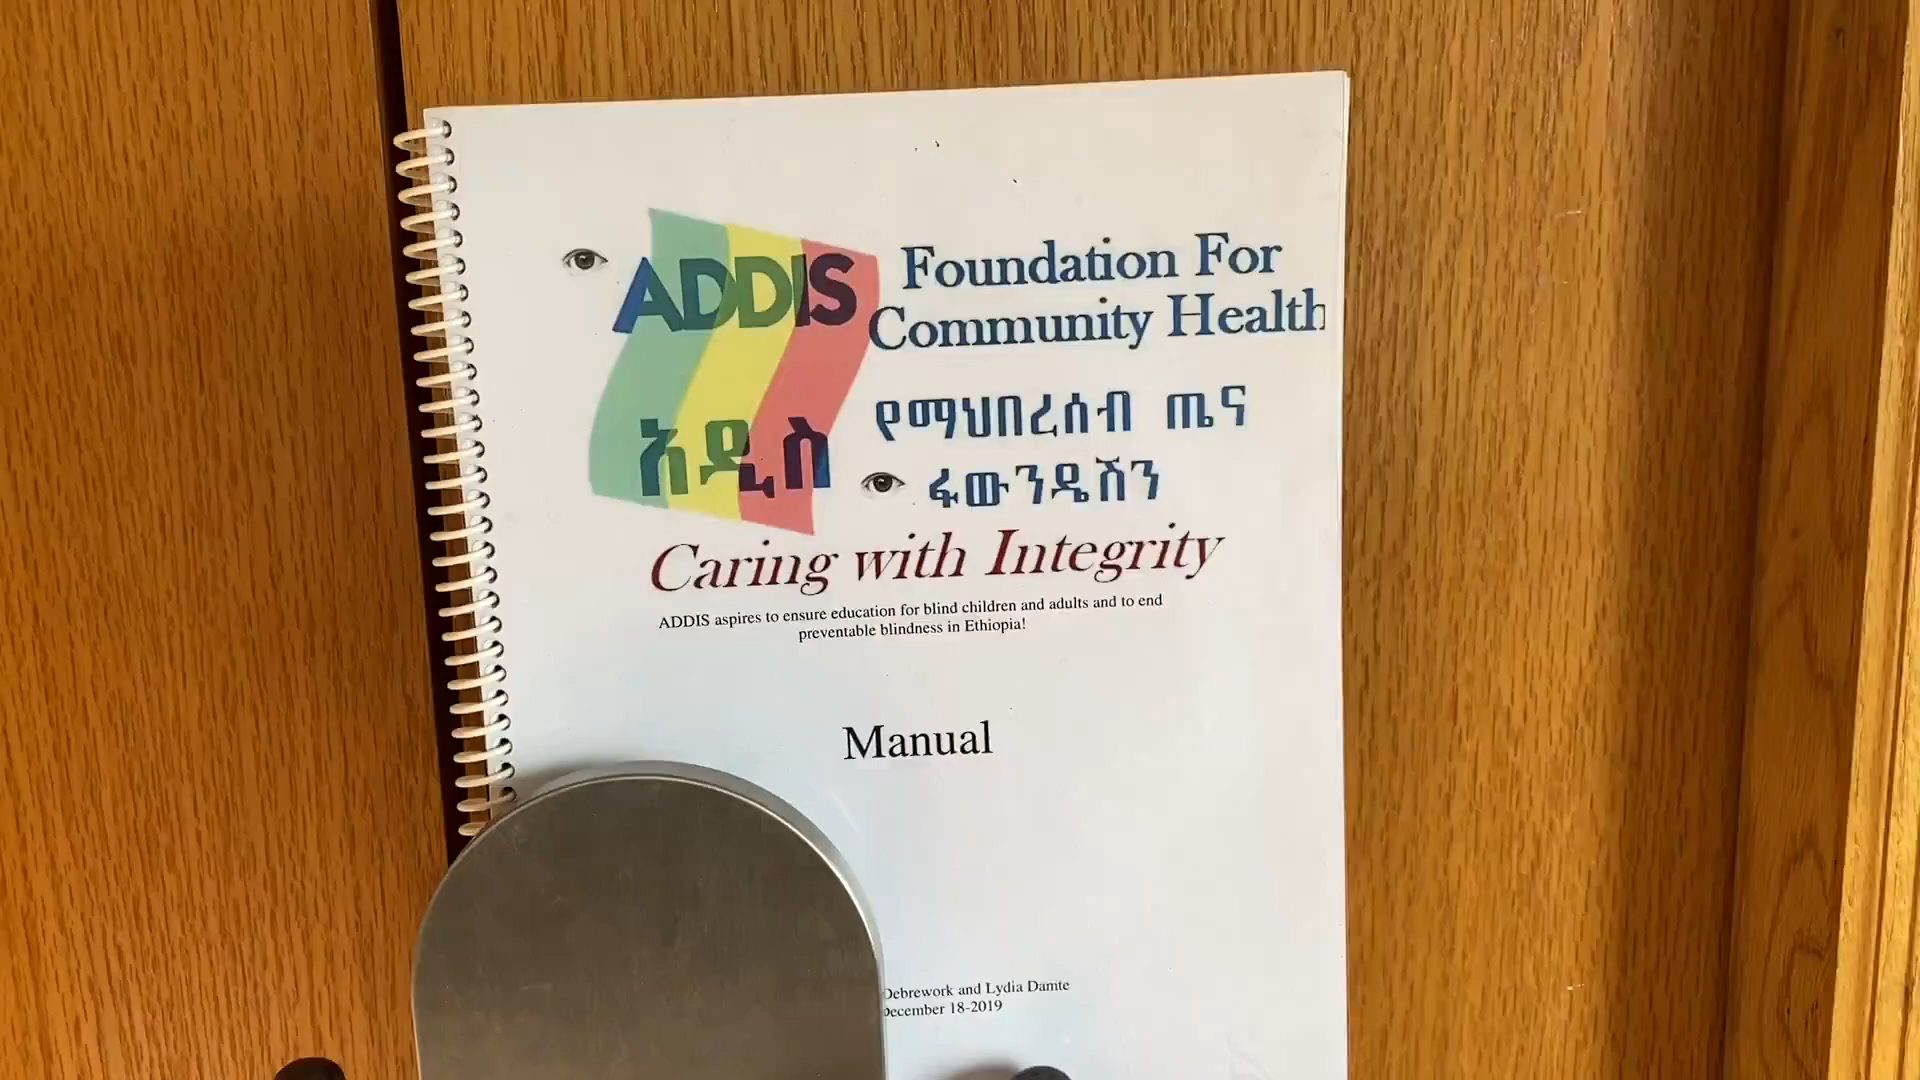 ADDIS
Foundation For
Community Health
አዲስ
የማህበረሰብ ጤና
ፋውንዴሽን
Caring with Integrity
ADDIS aspires to ensure education for blind children and adults and to end
preventable blindness in Ethiopia!
Manual
Debrework and Lydia Damte
December 18-2019